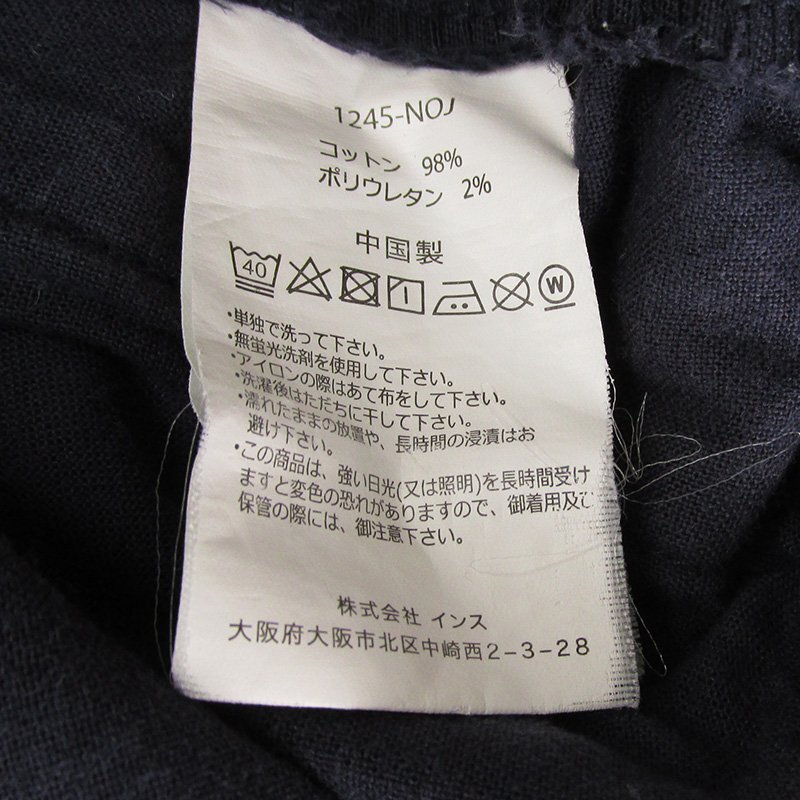 1245-NOJ
コットン 98%
ポリウレタン 2%
中国製
40 W
・単独で洗って下さい。
・無蛍光洗剤を使用して下さい。
・アイロンの際はあて布をして下さい。
・洗濯後はただちに干して下さい。
・濡れたままの放置や、長時間の浸漬はお
避け下さい。
・この商品は、強い日光(又は照明)を長時間受け
ますと変色の恐れがありますので、御着用及び
保管の際には、御注意下さい。
株式会社 インス
大阪府大阪市北区中崎西2-3-28